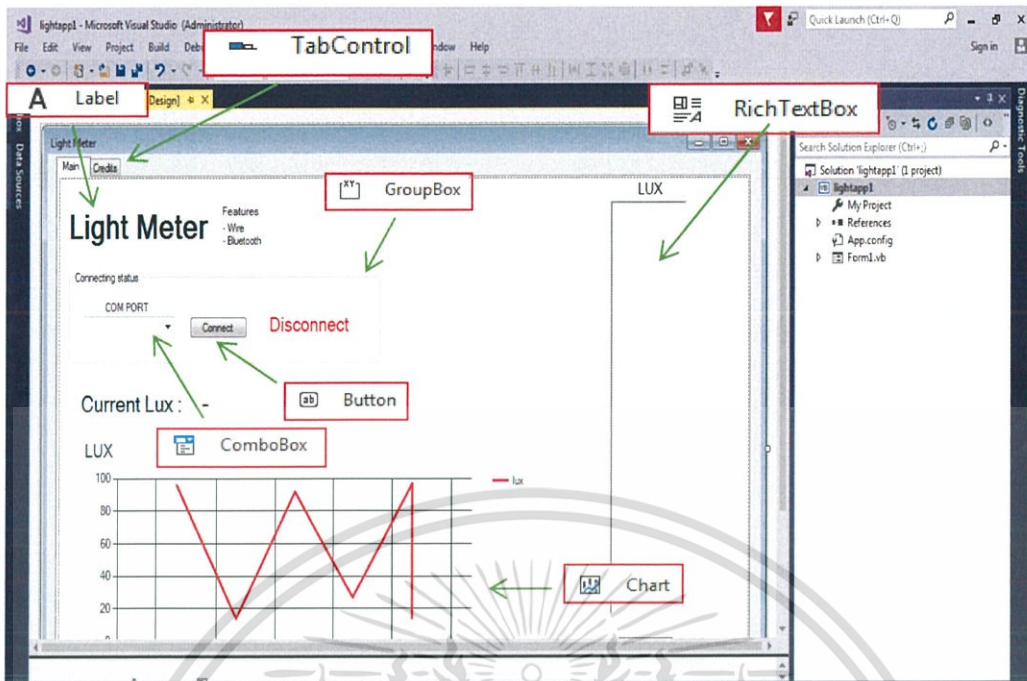 lightapp1 - Microsoft Visual Studio (Administrator)
Quick Launch (Ctrl+Q)
File Edit View Project Build
Help
Sign in
TabControl
A Label
Design]
RichTextBox
Diagnostic Tools
Data Sources
Search Solution Explorer (Ctrl+;)
Solution 'lightapp1' (1 project)
lightapp1
My Project
References
App.config
Form1.vb
Light Meter
Main Credits
GroupBox
LUX
Light Meter
Features
- Wire
- Bluetooth
Connecting status
COM PORT
Connect
Disconnect
ab Button
Current Lux : -
ComboBox
LUX
100
80
60
40
20
0
lux
Chart